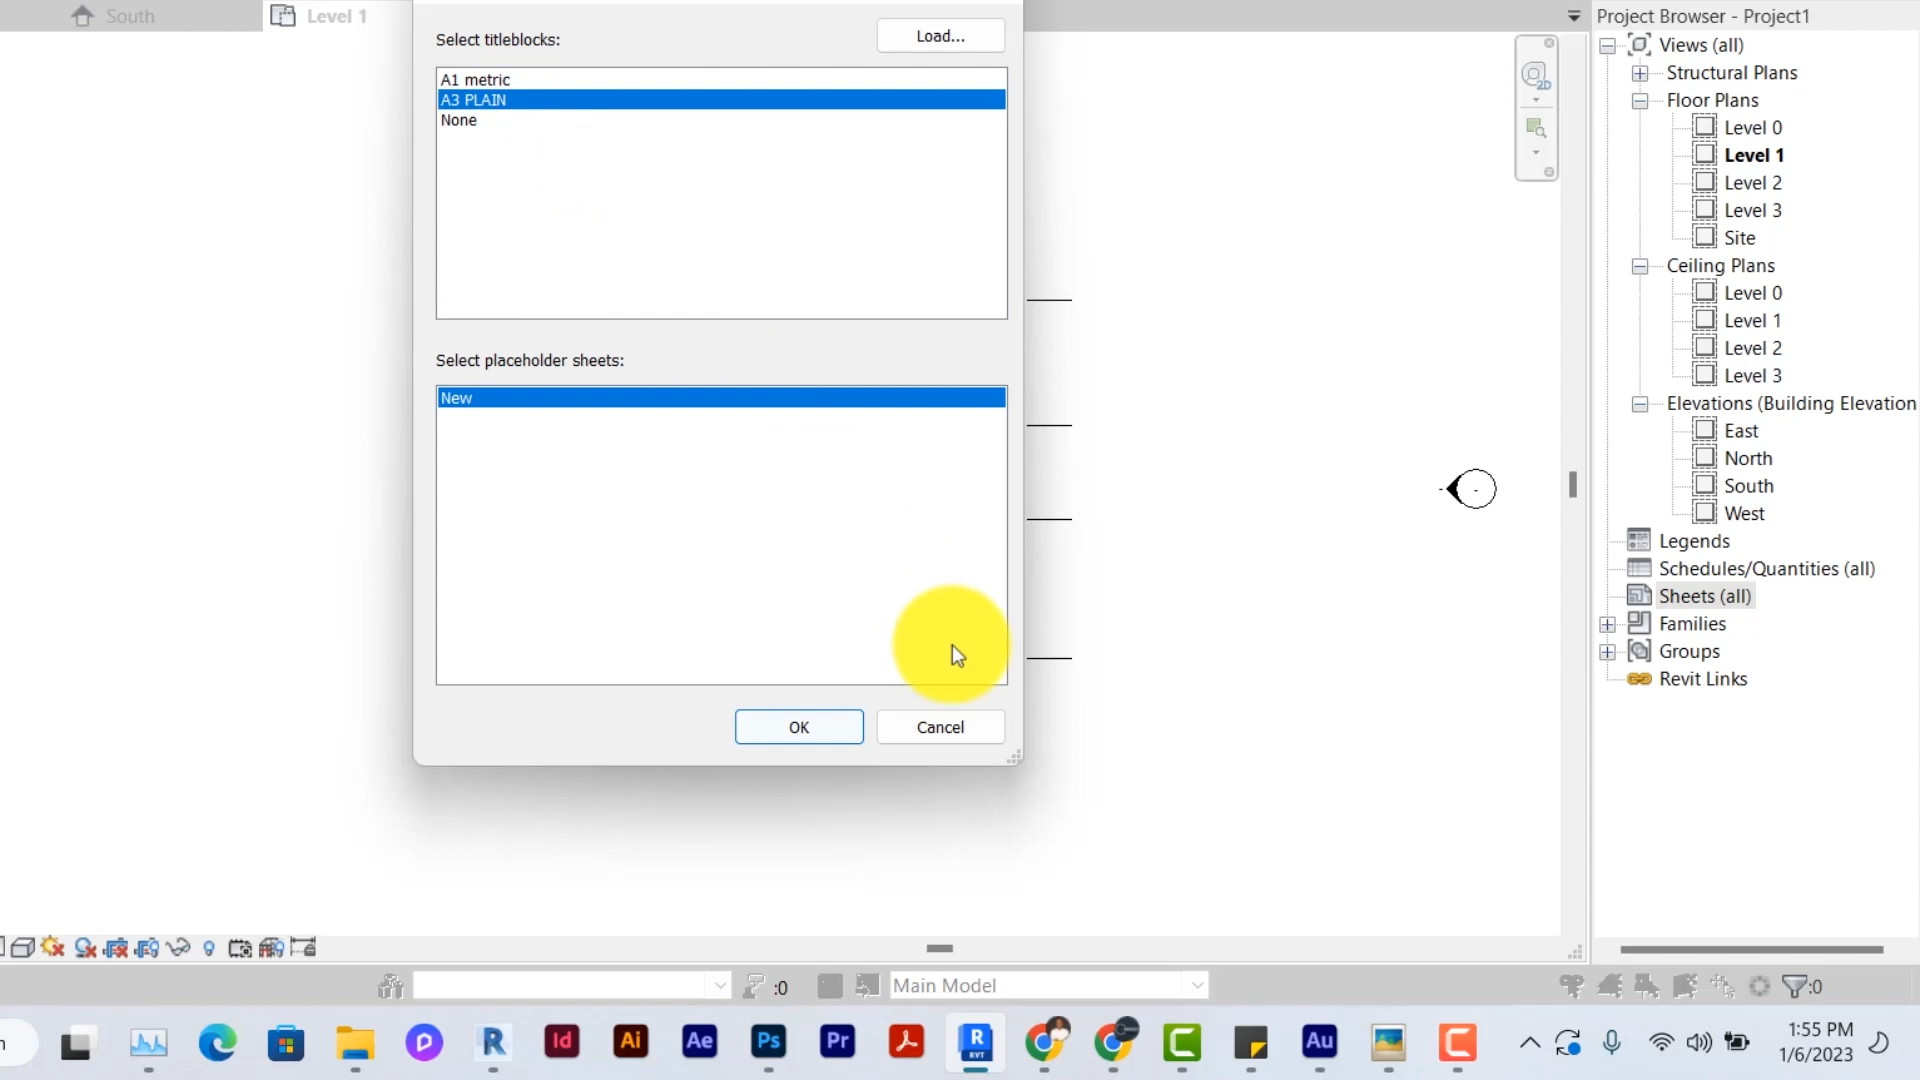 South
Level 1
Select titleblocks:
Load...
A1 metric
A3 PLAIN
None
Select placeholder sheets:
New
OK
Cancel
2D
Project Browser - Project1
Views (all)
Structural Plans
Floor Plans
Level 0
Level 1
Level 2
Level 3
Site
Ceiling Plans
Level 0
Level 1
Level 2
Level 3
Elevations (Building Elevation
East
North
South
West
Legends
Schedules/Quantities (all)
Sheets (all)
Families
Groups
Revit Links
:0
Main Model
:0
Id
Ai
Ae
Ps
Pr
R
RVT
Au
1:55 PM
1/6/2023